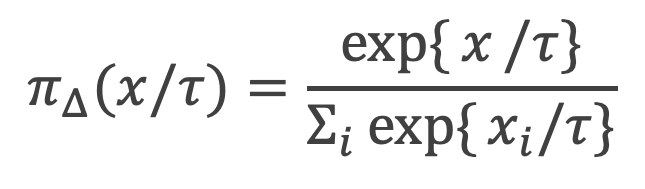 π_Δ(x/τ) = exp{ x /τ} / Σ_i exp{ x_i/τ}